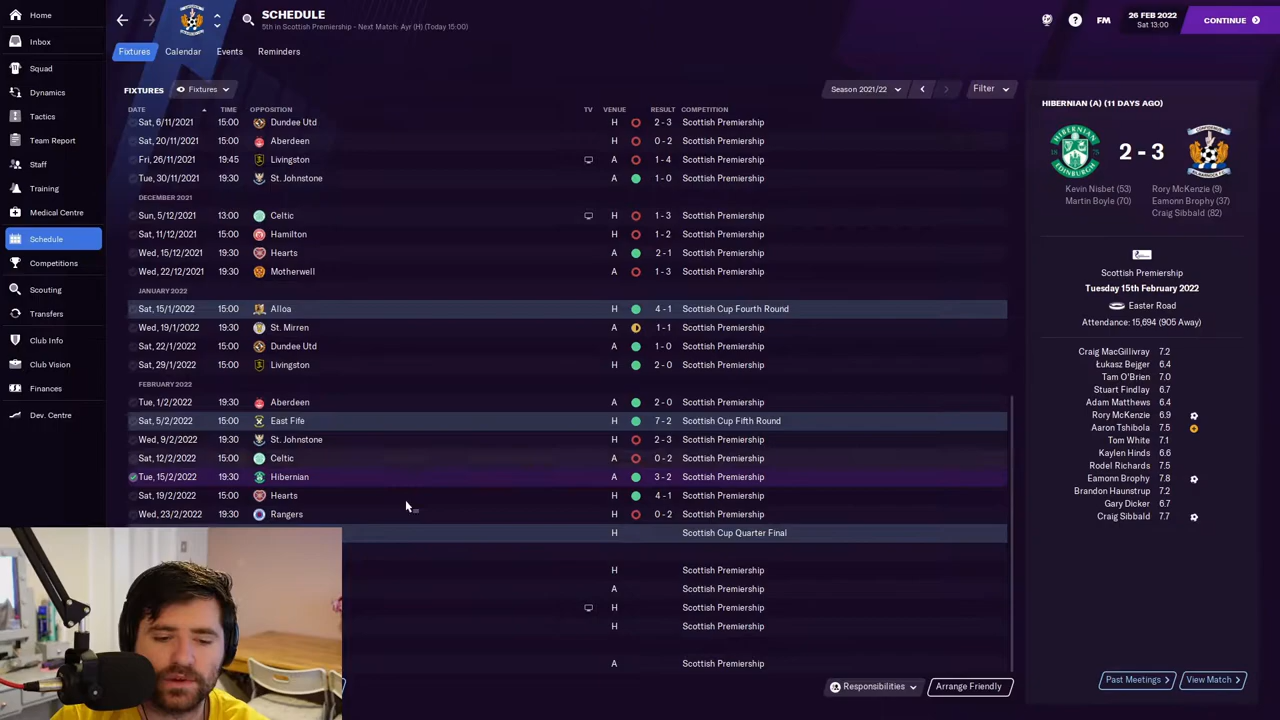 Home
SCHEDULE
5th in Scottish Premiership - Next Match: Ayr (H) (Today 15:00)
FM
26 FEB 2022
Sat 13:00
CONTINUE
Inbox
Squad
Dynamics
Tactics
Team Report
Staff
Training
Medical Centre
Schedule
Competitions
Scouting
Transfers
Club Info
Club Vision
Finances
Dev. Centre
Fixtures Calendar Events Reminders
FIXTURES Fixtures Season 2021/22 Filter
DATE TIME OPPOSITION TV VENUE RESULT COMPETITION
Sat, 6/11/2021 15:00 Dundee Utd H 2 - 3 Scottish Premiership
Sat, 20/11/2021 15:00 Aberdeen H 0 - 2 Scottish Premiership
Fri, 26/11/2021 19:45 Livingston A 1 - 4 Scottish Premiership
Tue, 30/11/2021 19:30 St. Johnstone A 1 - 0 Scottish Premiership
DECEMBER 2021
Sun, 5/12/2021 13:00 Celtic H 1 - 3 Scottish Premiership
Sat, 11/12/2021 15:00 Hamilton H 1 - 2 Scottish Premiership
Wed, 15/12/2021 19:30 Hearts A 2 - 1 Scottish Premiership
Wed, 22/12/2021 19:30 Motherwell A 1 - 3 Scottish Premiership
JANUARY 2022
Sat, 15/1/2022 15:00 Alloa H 4 - 1 Scottish Cup Fourth Round
Wed, 19/1/2022 19:30 St. Mirren A 1 - 1 Scottish Premiership
Sat, 22/1/2022 15:00 Dundee Utd A 1 - 0 Scottish Premiership
Sat, 29/1/2022 15:00 Livingston H 2 - 0 Scottish Premiership
FEBRUARY 2022
Tue, 1/2/2022 19:30 Aberdeen A 2 - 0 Scottish Premiership
Sat, 5/2/2022 15:00 East Fife H 7 - 2 Scottish Cup Fifth Round
Wed, 9/2/2022 19:30 St. Johnstone H 2 - 3 Scottish Premiership
Sat, 12/2/2022 15:00 Celtic A 0 - 2 Scottish Premiership
Tue, 15/2/2022 19:30 Hibernian A 3 - 2 Scottish Premiership
Sat, 19/2/2022 15:00 Hearts H 4 - 1 Scottish Premiership
Wed, 23/2/2022 19:30 Rangers A 0 - 2 Scottish Premiership
H Scottish Cup Quarter Final
H Scottish Premiership
A Scottish Premiership
H Scottish Premiership
H Scottish Premiership
A Scottish Premiership
Responsibilities Arrange Friendly
HIBERNIAN (A) (11 DAYS AGO)
2 - 3
Kevin Nisbet (53) Rory McKenzie (9)
Martin Boyle (70) Eamonn Brophy (37)
Craig Sibbald (82)
Scottish Premiership
Tuesday 15th February 2022
Easter Road
Attendance: 15,694 (905 Away)
Craig MacGillivray 7.2
Łukasz Bejger 6.4
Tam O'Brien 7.0
Stuart Findlay 6.7
Adam Matthews 6.4
Rory McKenzie 6.9
Aaron Tshibola 7.5
Tom White 7.1
Kaylen Hinds 6.6
Rodel Richards 7.5
Eamonn Brophy 7.8
Brandon Haunstrup 7.2
Gary Dicker 6.7
Craig Sibbald 7.7
Past Meetings View Match